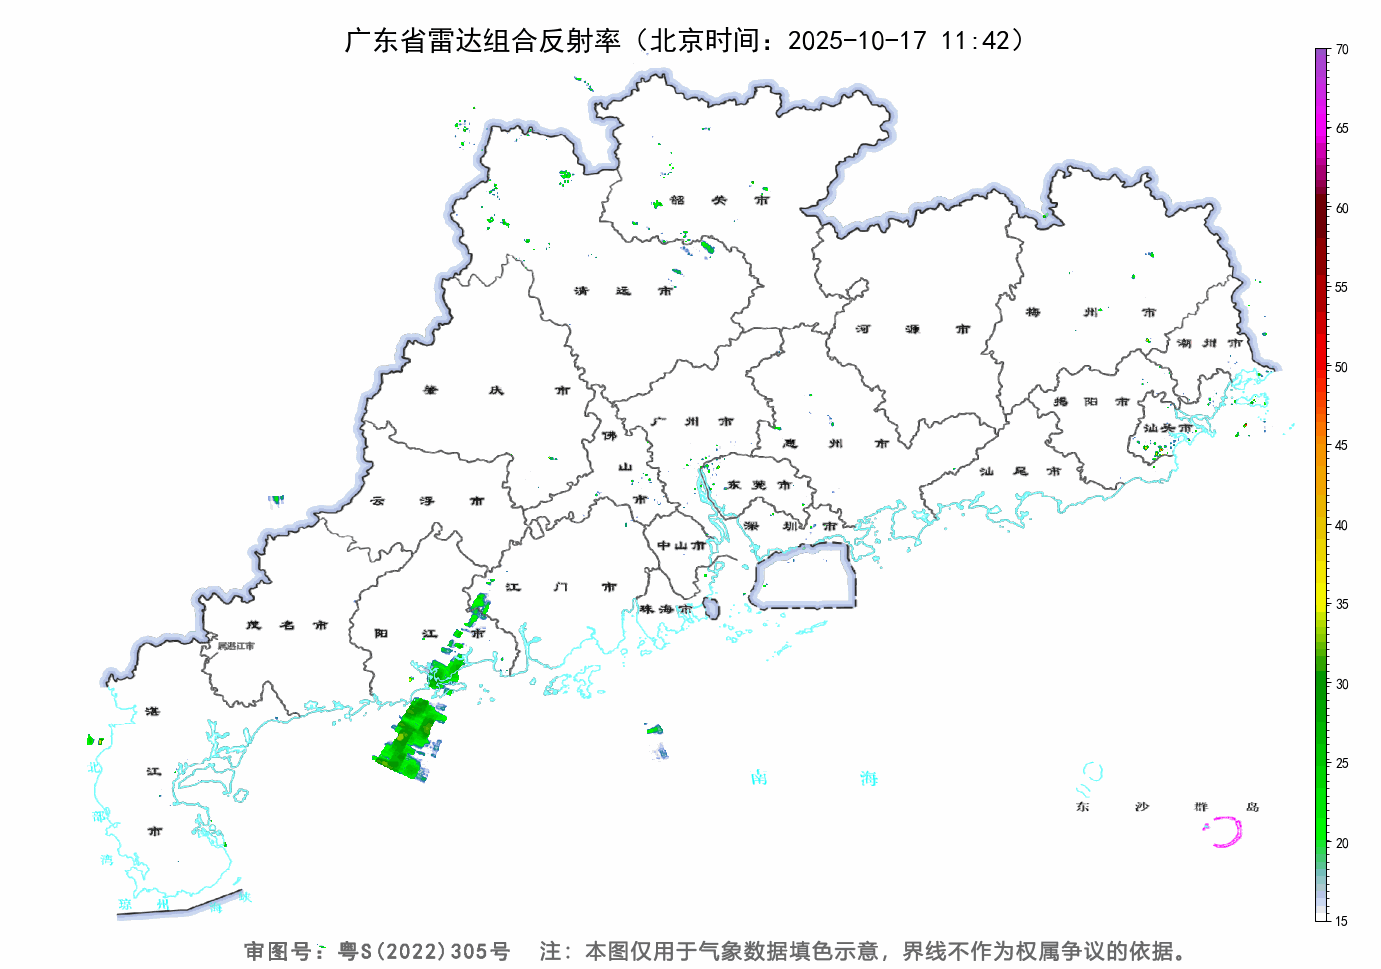 广东省雷达组合反射率（北京时间：2025-10-17 11:42）
70
65
60
55
50
45
40
35
30
25
20
15
韶 关 市
清 远 市
河 源 市
梅 州 市
潮 州 市
肇 庆 市
广 州 市
揭 阳 市
汕头市
佛 山 市
惠 州 市
汕 尾 市
云 浮 市
东 莞 市
深 圳 市
中山市
江 门 市
珠海市
茂 名 市
阳 江 市
属湛江市
湛 江 市
南 海
东 沙 群 岛
北 部 湾
琼 州 海 峡
审图号：粤S(2022)305号 注：本图仅用于气象数据填色示意，界线不作为权属争议的依据。